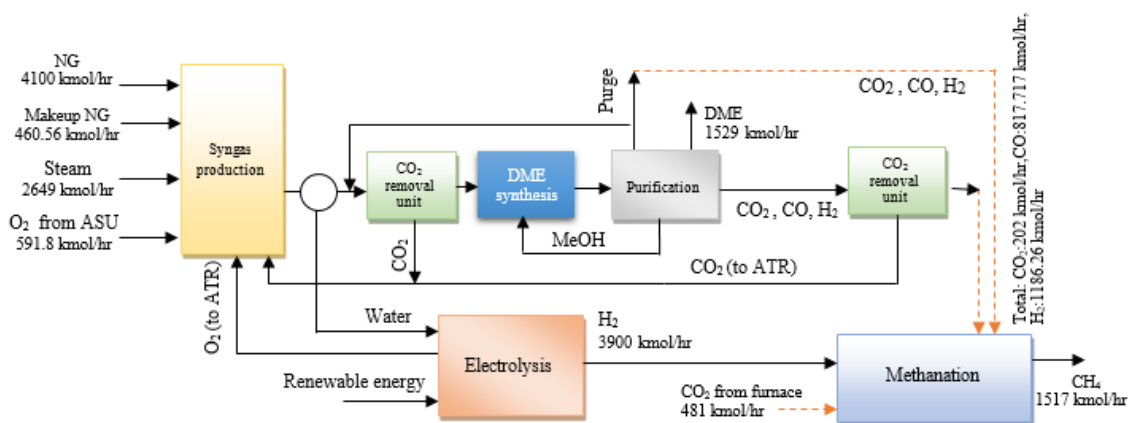 NG
4100 kmol/hr
Makeup NG
460.56 kmol/hr
Steam
2649 kmol/hr
O₂ from ASU
591.8 kmol/hr
Syngas
production
O₂ (to ATR)
CO₂
removal
unit
CO₂
DME
synthesis
MeOH
Purification
Purge
DME
1529 kmol/hr
CO₂ , CO, H₂
CO₂ , CO, H₂
CO₂
removal
unit
CO₂ (to ATR)
Total: CO₂:202 kmol/hr,CO:817.717 kmol/hr,
H₂:1186.26 kmol/hr
Water
Renewable energy
Electrolysis
H₂
3900 kmol/hr
CO₂ from furnace
481 kmol/hr
Methanation
CH₄
1517 kmol/hr